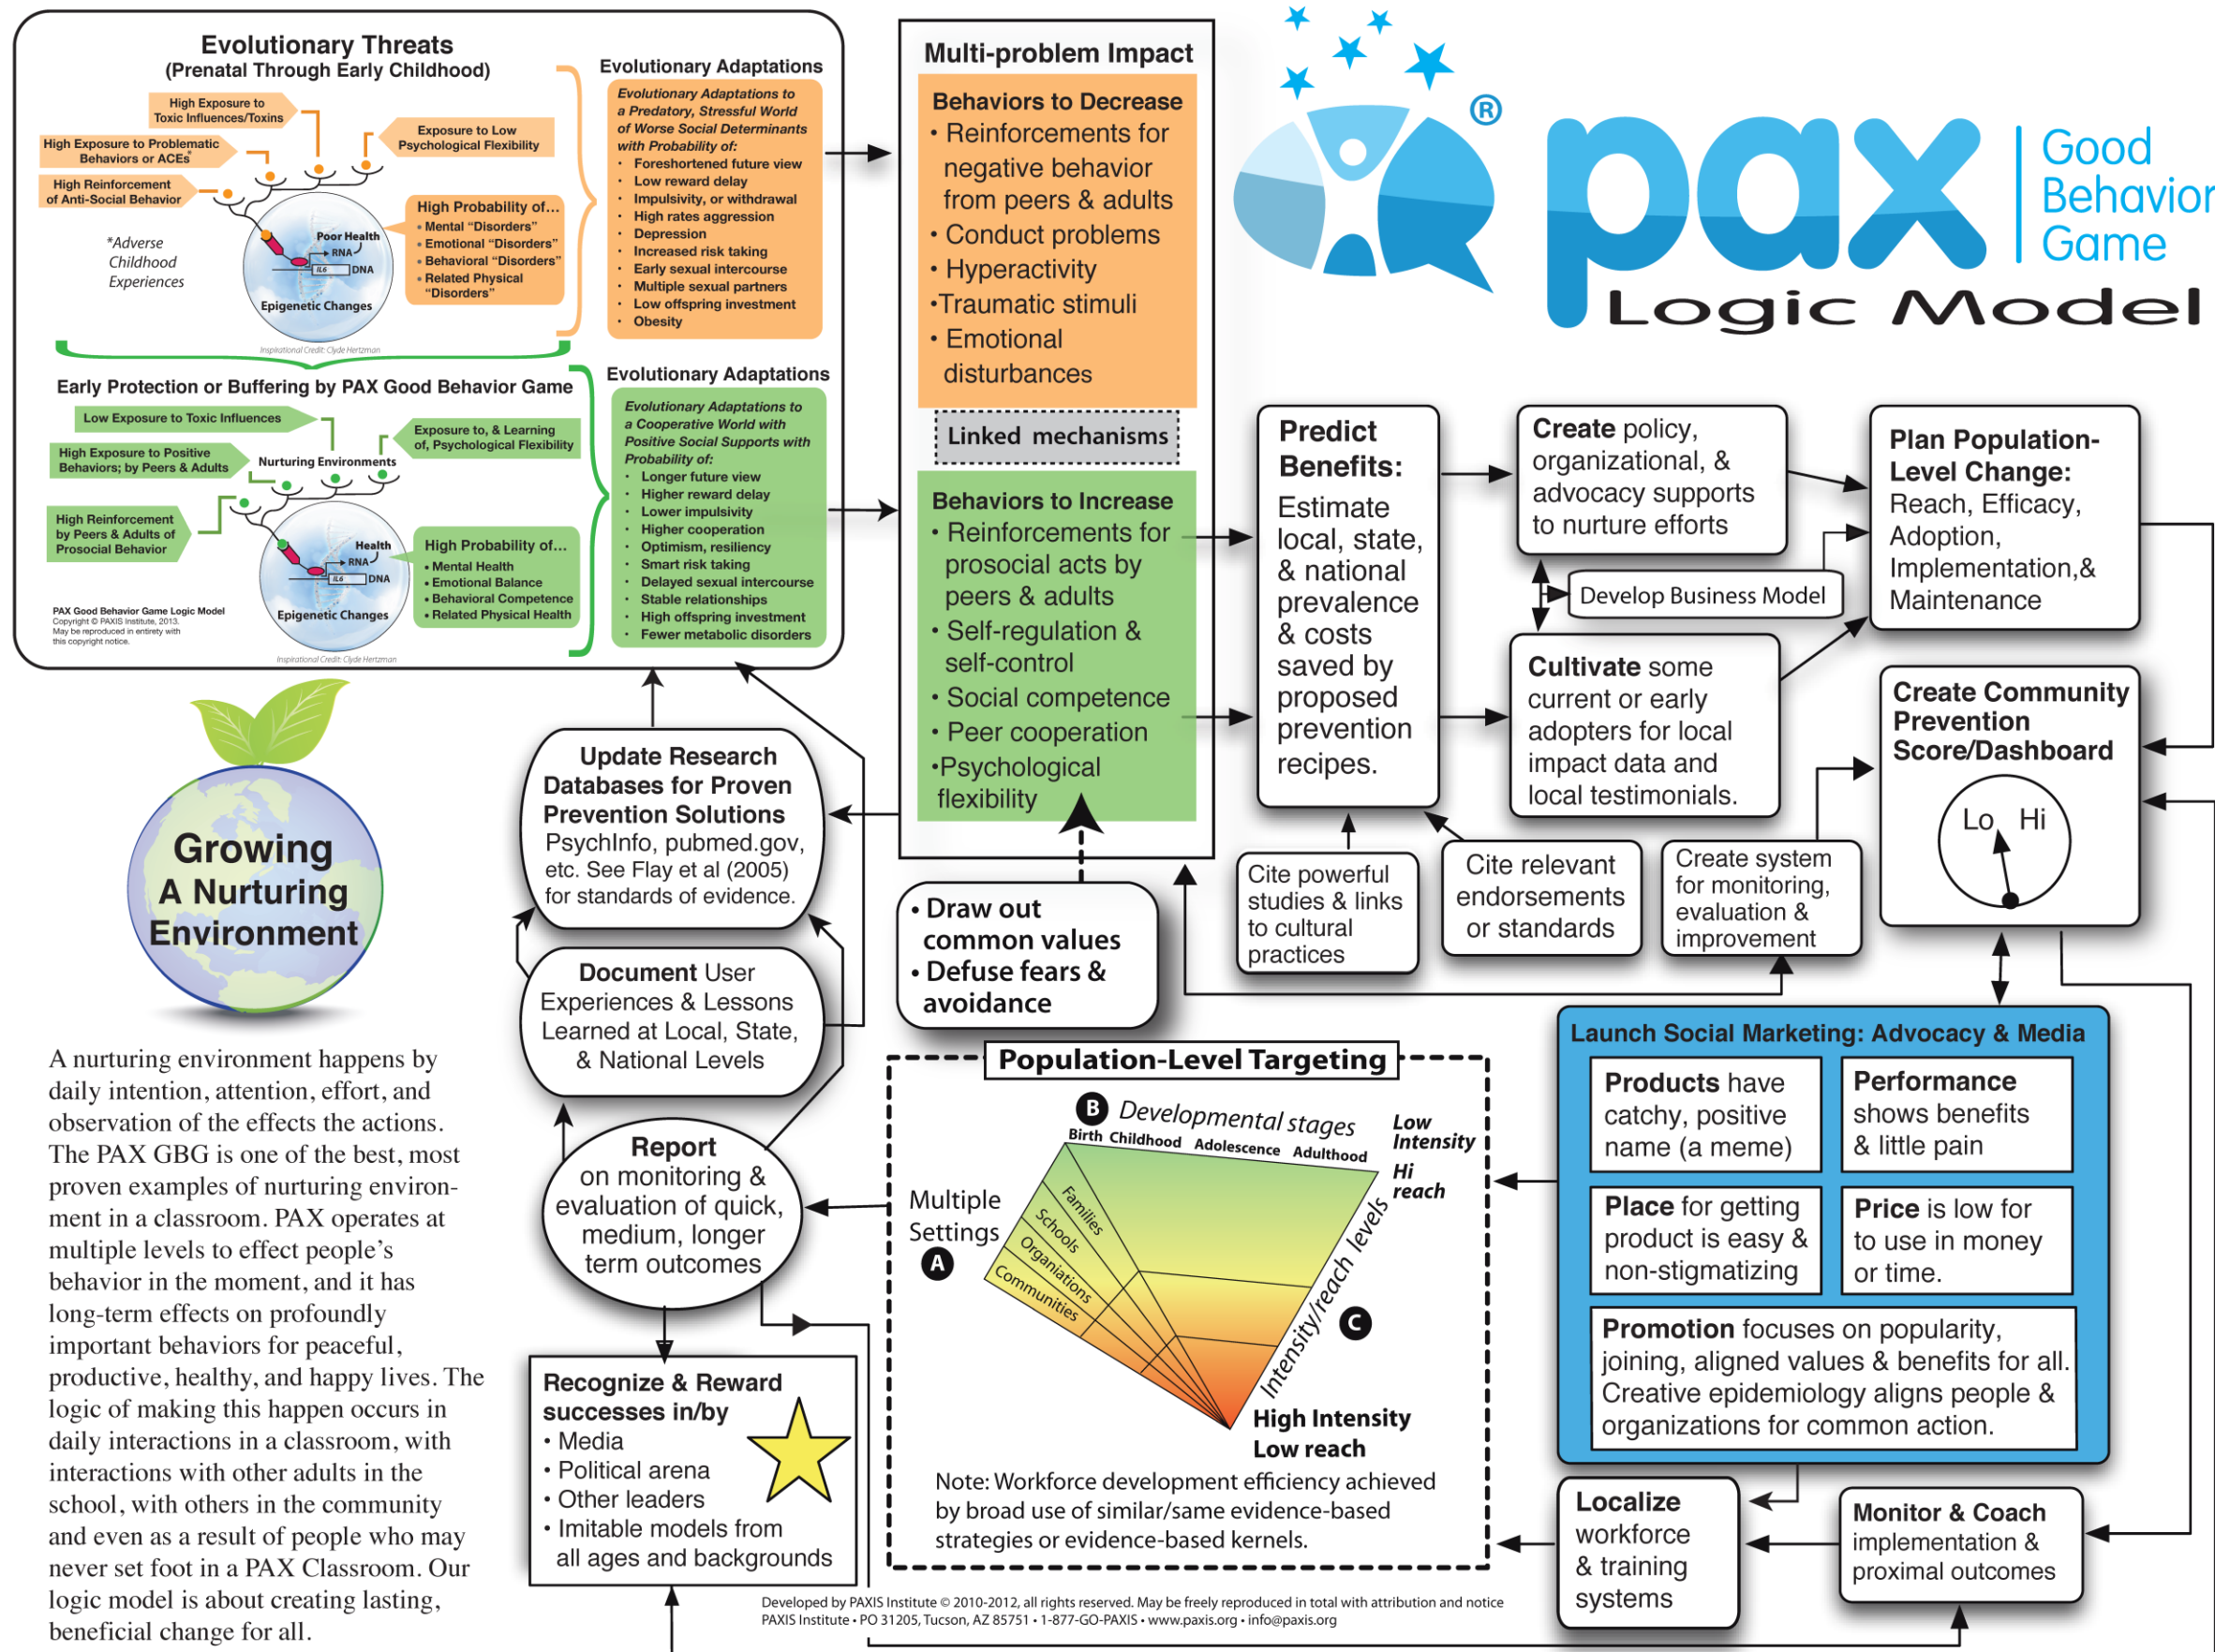 Evolutionary Threats
(Prenatal Through Early Childhood)
High Exposure to
Toxic Influences/Toxins
Exposure to Low
Psychological Flexibility
High Exposure to Problematic
Behaviors or ACEs*
High Reinforcement
of Anti-Social Behavior
*Adverse
Childhood
Experiences
Poor Health
RNA
IL6
DNA
Epigenetic Changes
High Probability of…
• Mental “Disorders”
• Emotional “Disorders”
• Behavioral “Disorders”
• Related Physical
“Disorders”
Inspirational Credit: Clyde Hertzman
Evolutionary Adaptations
Evolutionary Adaptations to
a Predatory, Stressful World
of Worse Social Determinants
with Probability of:
• Foreshortened future view
• Low reward delay
• Impulsivity, or withdrawal
• High rates aggression
• Depression
• Increased risk taking
• Early sexual intercourse
• Multiple sexual partners
• Low offspring investment
• Obesity
Early Protection or Buffering by PAX Good Behavior Game
Low Exposure to Toxic Influences
Exposure to, & Learning
of, Psychological Flexibility
High Exposure to Positive
Behaviors; by Peers & Adults
Nurturing Environments
High Reinforcement
by Peers & Adults of
Prosocial Behavior
Health
RNA
IL6
DNA
Epigenetic Changes
High Probability of…
• Mental Health
• Emotional Balance
• Behavioral Competence
• Related Physical Health
PAX Good Behavior Game Logic Model
Copyright © PAXIS Institute, 2013.
May be reproduced in entirety with
this copyright notice.
Inspirational Credit: Clyde Hertzman
Evolutionary Adaptations
Evolutionary Adaptations to
a Cooperative World with
Positive Social Supports with
Probability of:
• Longer future view
• Higher reward delay
• Lower impulsivity
• Higher cooperation
• Optimism, resiliency
• Smart risk taking
• Delayed sexual intercourse
• Stable relationships
• High offspring investment
• Fewer metabolic disorders
Multi-problem Impact
Behaviors to Decrease
• Reinforcements for
negative behavior
from peers & adults
• Conduct problems
• Hyperactivity
•Traumatic stimuli
• Emotional
disturbances
Linked mechanisms
Behaviors to Increase
• Reinforcements for
prosocial acts by
peers & adults
• Self-regulation &
self-control
• Social competence
• Peer cooperation
•Psychological
flexibility
®
pax
Good
Behavior
Game
Logic Model
Predict
Benefits:
Estimate
local, state,
& national
prevalence
& costs
saved by
proposed
prevention
recipes.
Create policy,
organizational, &
advocacy supports
to nurture efforts
Develop Business Model
Cultivate some
current or early
adopters for local
impact data and
local testimonials.
Plan Population-
Level Change:
Reach, Efficacy,
Adoption,
Implementation,&
Maintenance
Create Community
Prevention
Score/Dashboard
Lo Hi
Cite powerful
studies & links
to cultural
practices
Cite relevant
endorsements
or standards
Create system
for monitoring,
evaluation &
improvement
• Draw out
common values
• Defuse fears &
avoidance
Update Research
Databases for Proven
Prevention Solutions
PsychInfo, pubmed.gov,
etc. See Flay et al (2005)
for standards of evidence.
Document User
Experiences & Lessons
Learned at Local, State,
& National Levels
Report
on monitoring &
evaluation of quick,
medium, longer
term outcomes
Recognize & Reward
successes in/by
• Media
• Political arena
• Other leaders
• Imitable models from
all ages and backgrounds
Growing
A Nurturing
Environment
A nurturing environment happens by
daily intention, attention, effort, and
observation of the effects the actions.
The PAX GBG is one of the best, most
proven examples of nurturing environ-
ment in a classroom. PAX operates at
multiple levels to effect people’s
behavior in the moment, and it has
long-term effects on profoundly
important behaviors for peaceful,
productive, healthy, and happy lives. The
logic of making this happen occurs in
daily interactions in a classroom, with
interactions with other adults in the
school, with others in the community
and even as a result of people who may
never set foot in a PAX Classroom. Our
logic model is about creating lasting,
beneficial change for all.
Population-Level Targeting
B Developmental stages
Birth Childhood Adolescence Adulthood
Low
Intensity
Hi
reach
Multiple
Settings
A
Families
Schools
Organiations
Communities
Intensity/reach levels
C
High Intensity
Low reach
Note: Workforce development efficiency achieved
by broad use of similar/same evidence-based
strategies or evidence-based kernels.
Launch Social Marketing: Advocacy & Media
Products have
catchy, positive
name (a meme)
Performance
shows benefits
& little pain
Place for getting
product is easy &
non-stigmatizing
Price is low for
to use in money
or time.
Promotion focuses on popularity,
joining, aligned values & benefits for all.
Creative epidemiology aligns people &
organizations for common action.
Localize
workforce
& training
systems
Monitor & Coach
implementation &
proximal outcomes
Developed by PAXIS Institute © 2010-2012, all rights reserved. May be freely reproduced in total with attribution and notice
PAXIS Institute • PO 31205, Tucson, AZ 85751 • 1-877-GO-PAXIS • www.paxis.org • info@paxis.org